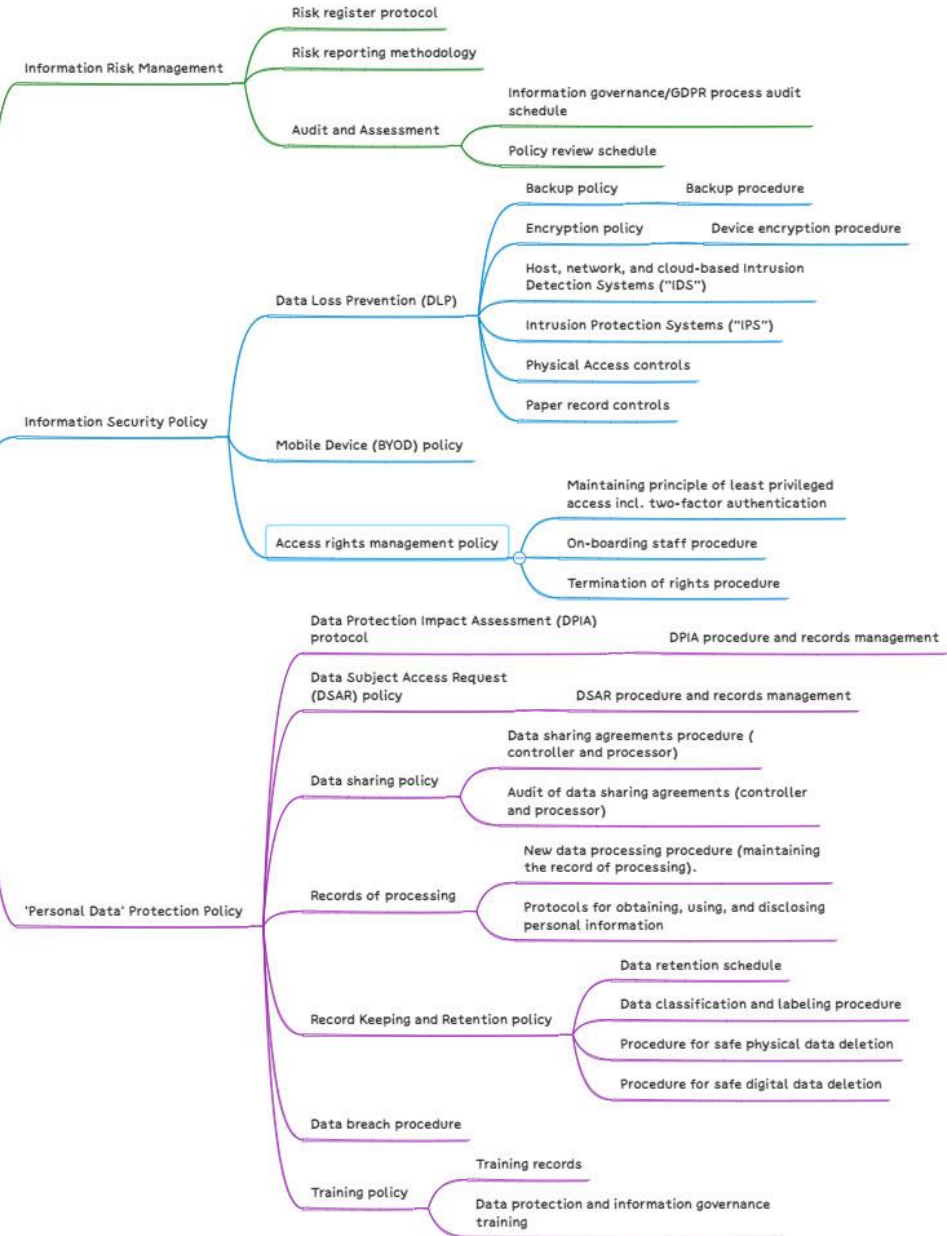 Risk register protocol
Risk reporting methodology
Information Risk Management
Information governance/GDPR process audit
schedule
Audit and Assessment
Policy review schedule
Backup policy
Backup procedure
Encryption policy
Device encryption procedure
Host, network, and cloud-based Intrusion
Detection Systems ("IDS")
Data Loss Prevention (DLP)
Intrusion Protection Systems ("IPS")
Physical Access controls
Paper record controls
Information Security Policy
Mobile Device (BYOD) policy
Maintaining principle of least privileged
access incl. two-factor authentication
Access rights management policy
On-boarding staff procedure
Termination of rights procedure
Data Protection Impact Assessment (DPIA)
protocol
DPIA procedure and records management
Data Subject Access Request
(DSAR) policy
DSAR procedure and records management
Data sharing agreements procedure (
controller and processor)
Data sharing policy
Audit of data sharing agreements (controller
and processor)
New data processing procedure (maintaining
the record of processing).
Records of processing
Protocols for obtaining, using, and disclosing
personal information
'Personal Data' Protection Policy
Data retention schedule
Data classification and labeling procedure
Record Keeping and Retention policy
Procedure for safe physical data deletion
Procedure for safe digital data deletion
Data breach procedure
Training records
Training policy
Data protection and information governance
training